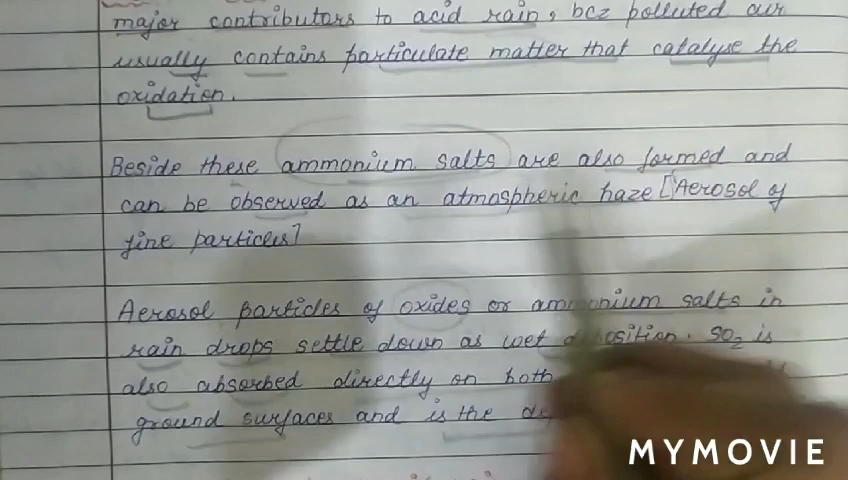 major contributors to acid rain, bcz polluted air
usually contains particulate matter that catalyse the
oxidation.
Beside these ammonium salts are also formed and
can be observed as an atmospheric haze [Aerosol of
fine particles]
Aerosol particles of oxides or ammonium salts in
rain drops settle down as wet deposition. SO₂ is
also absorbed directly on both
ground surfaces and is the
MYMOVIE